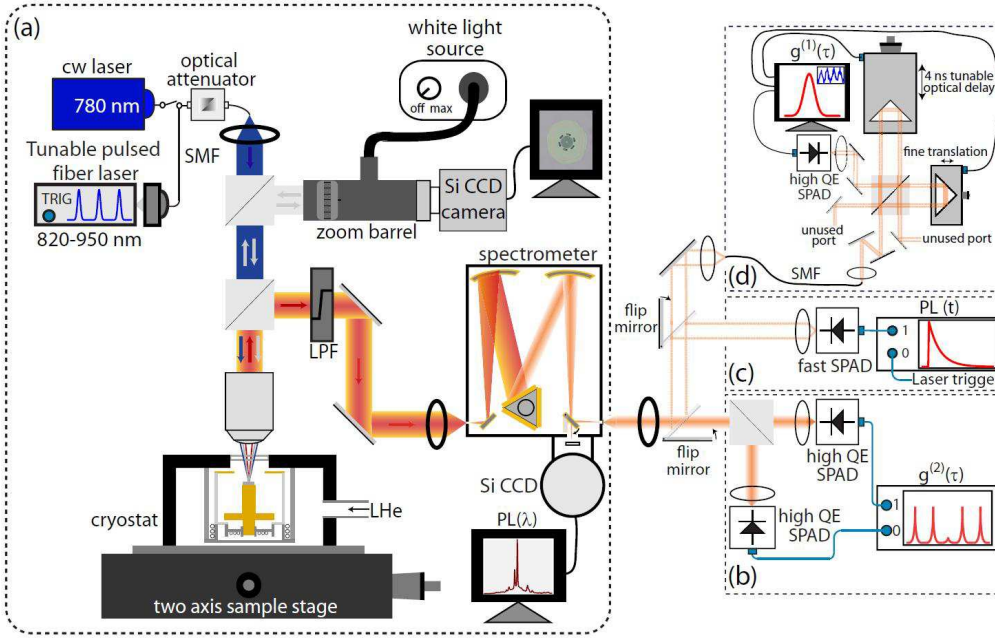 (a)
white light
source
off max
cw laser
780 nm
optical
attenuator
SMF
Tunable pulsed
fiber laser
TRIG
820-950 nm
zoom barrel
Si CCD
camera
LPF
spectrometer
Si CCD
PL(λ)
cryostat
LHe
two axis sample stage
flip
mirror
flip
mirror
g(1)(τ)
4 ns tunable
optical delay
fine translation
high QE
SPAD
unused
port
unused port
SMF
(d)
PL (t)
1
0
fast SPAD
Laser trigger
(c)
high QE
SPAD
high QE
SPAD
g(2)(τ)
1
0
(b)